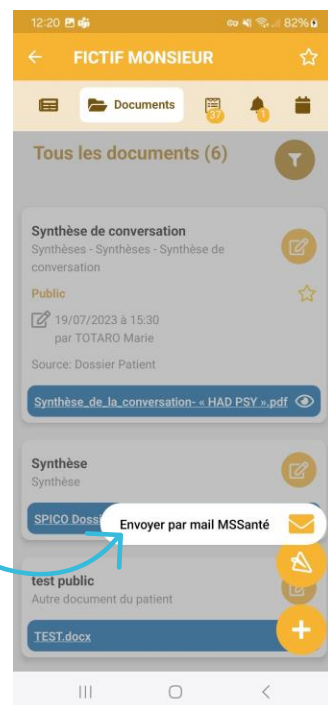 12:20
82%
FICTIF MONSIEUR
Documents
37
1
Tous les documents (6)
Synthèse de conversation
Synthèses - Synthèse de
conversation
Public
19/07/2023 à 15:30
par TOTARO Marie
Source: Dossier Patient
Synthèse_de_la_conversation- « HAD PSY ».pdf
Synthèse
Synthèse
SPICO Dossi
Envoyer par mail MSSanté
test public
Autre document du patient
TEST.docx